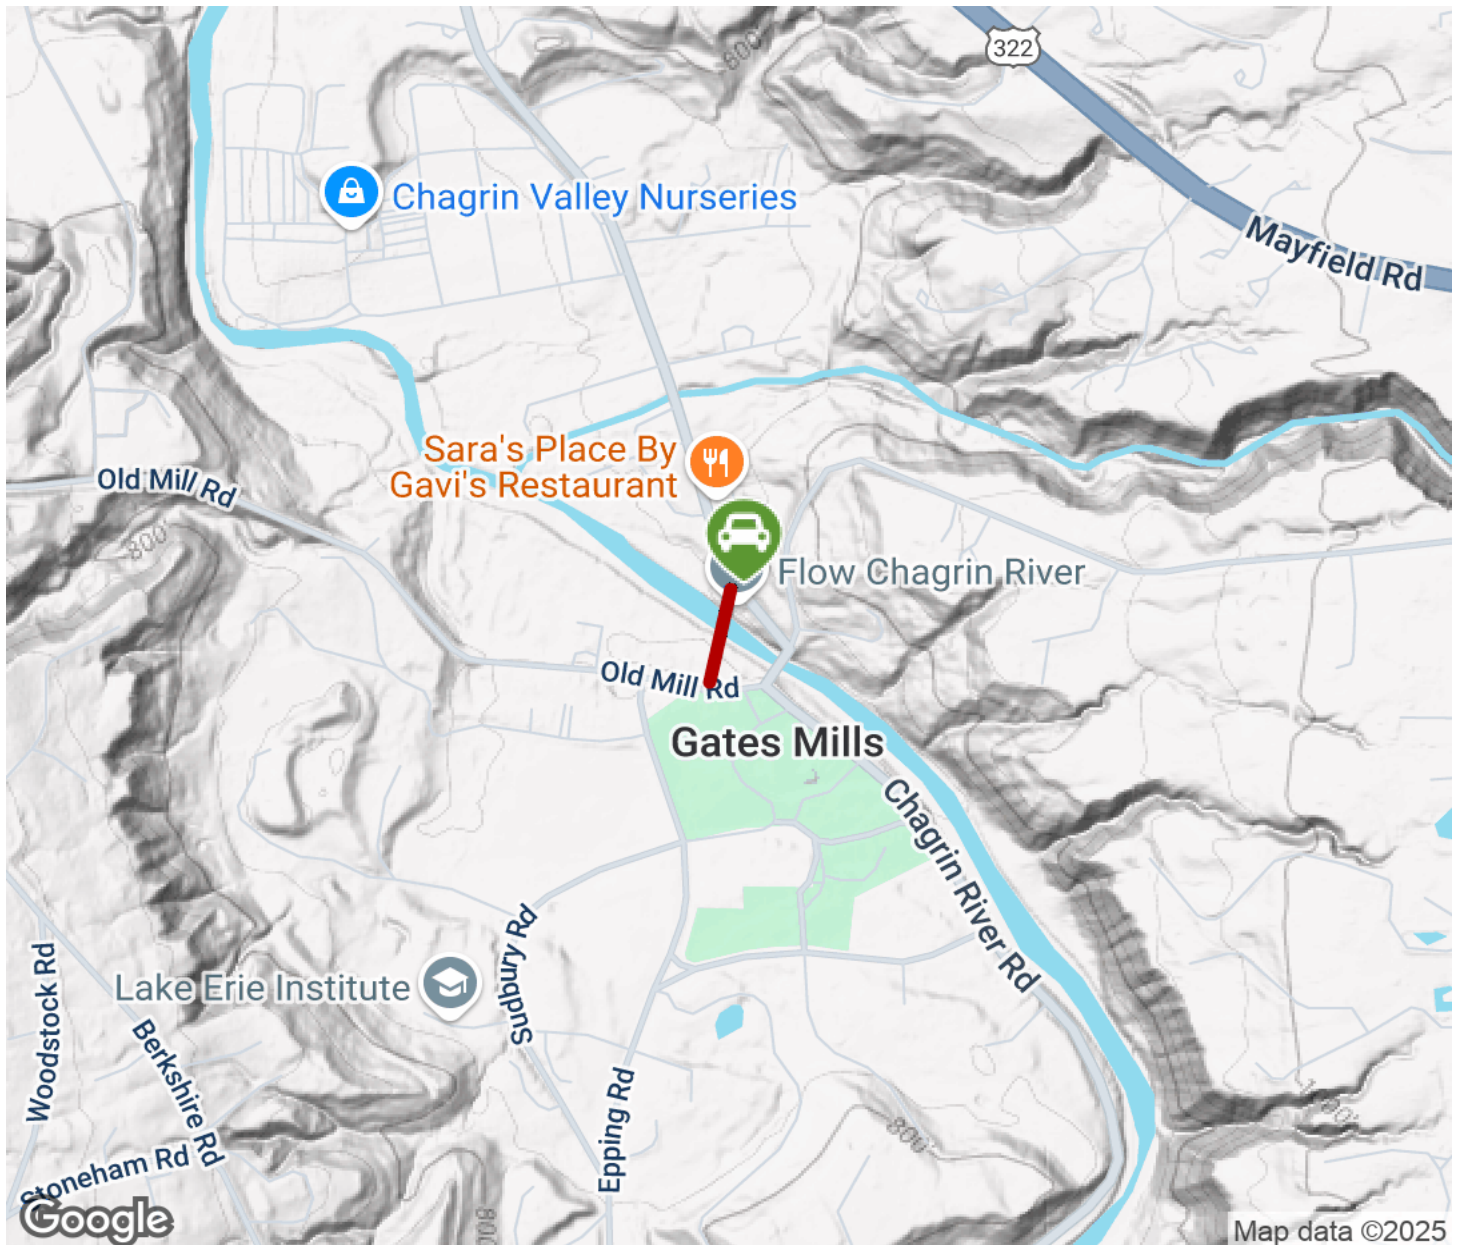 800'
322
Chagrin Valley Nurseries
Mayfield Rd
Sara's Place By
Gavi's Restaurant
Old Mill Rd
800'
Flow Chagrin River
Old Mill Rd
Gates Mills
Chagrin River Rd
Sudbury Rd
Woodstock Rd
Lake Erie Institute
Berkshire Rd
Epping Rd
800'
Stoneham Rd
800'
Google
Map data ©2025